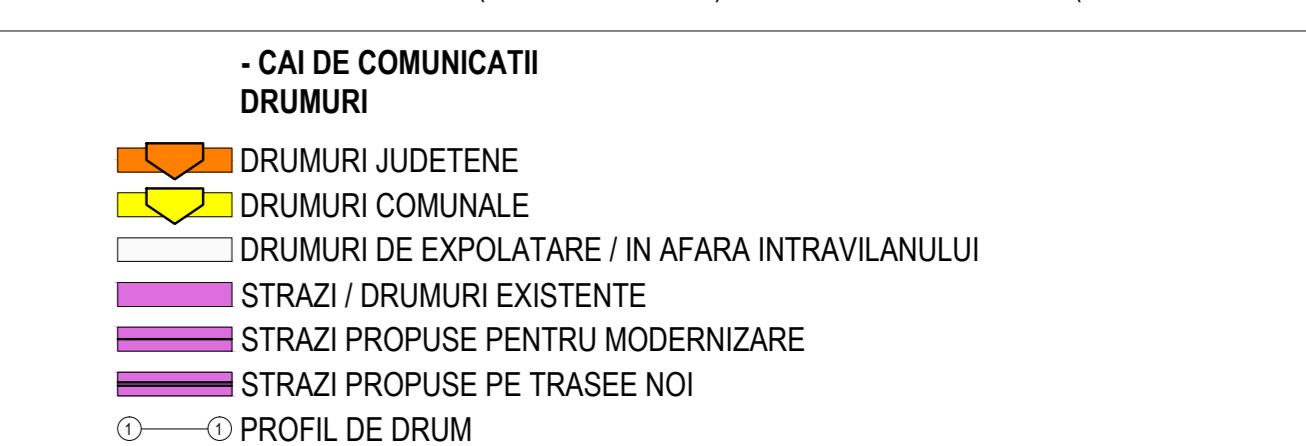 - CAI DE COMUNICATII
DRUMURI
DRUMURI JUDETENE
DRUMURI COMUNALE
DRUMURI DE EXPOLATARE / IN AFARA INTRAVILANULUI
STRAZI / DRUMURI EXISTENTE
STRAZI PROPUSE PENTRU MODERNIZARE
STRAZI PROPUSE PE TRASEE NOI
1 1 PROFIL DE DRUM